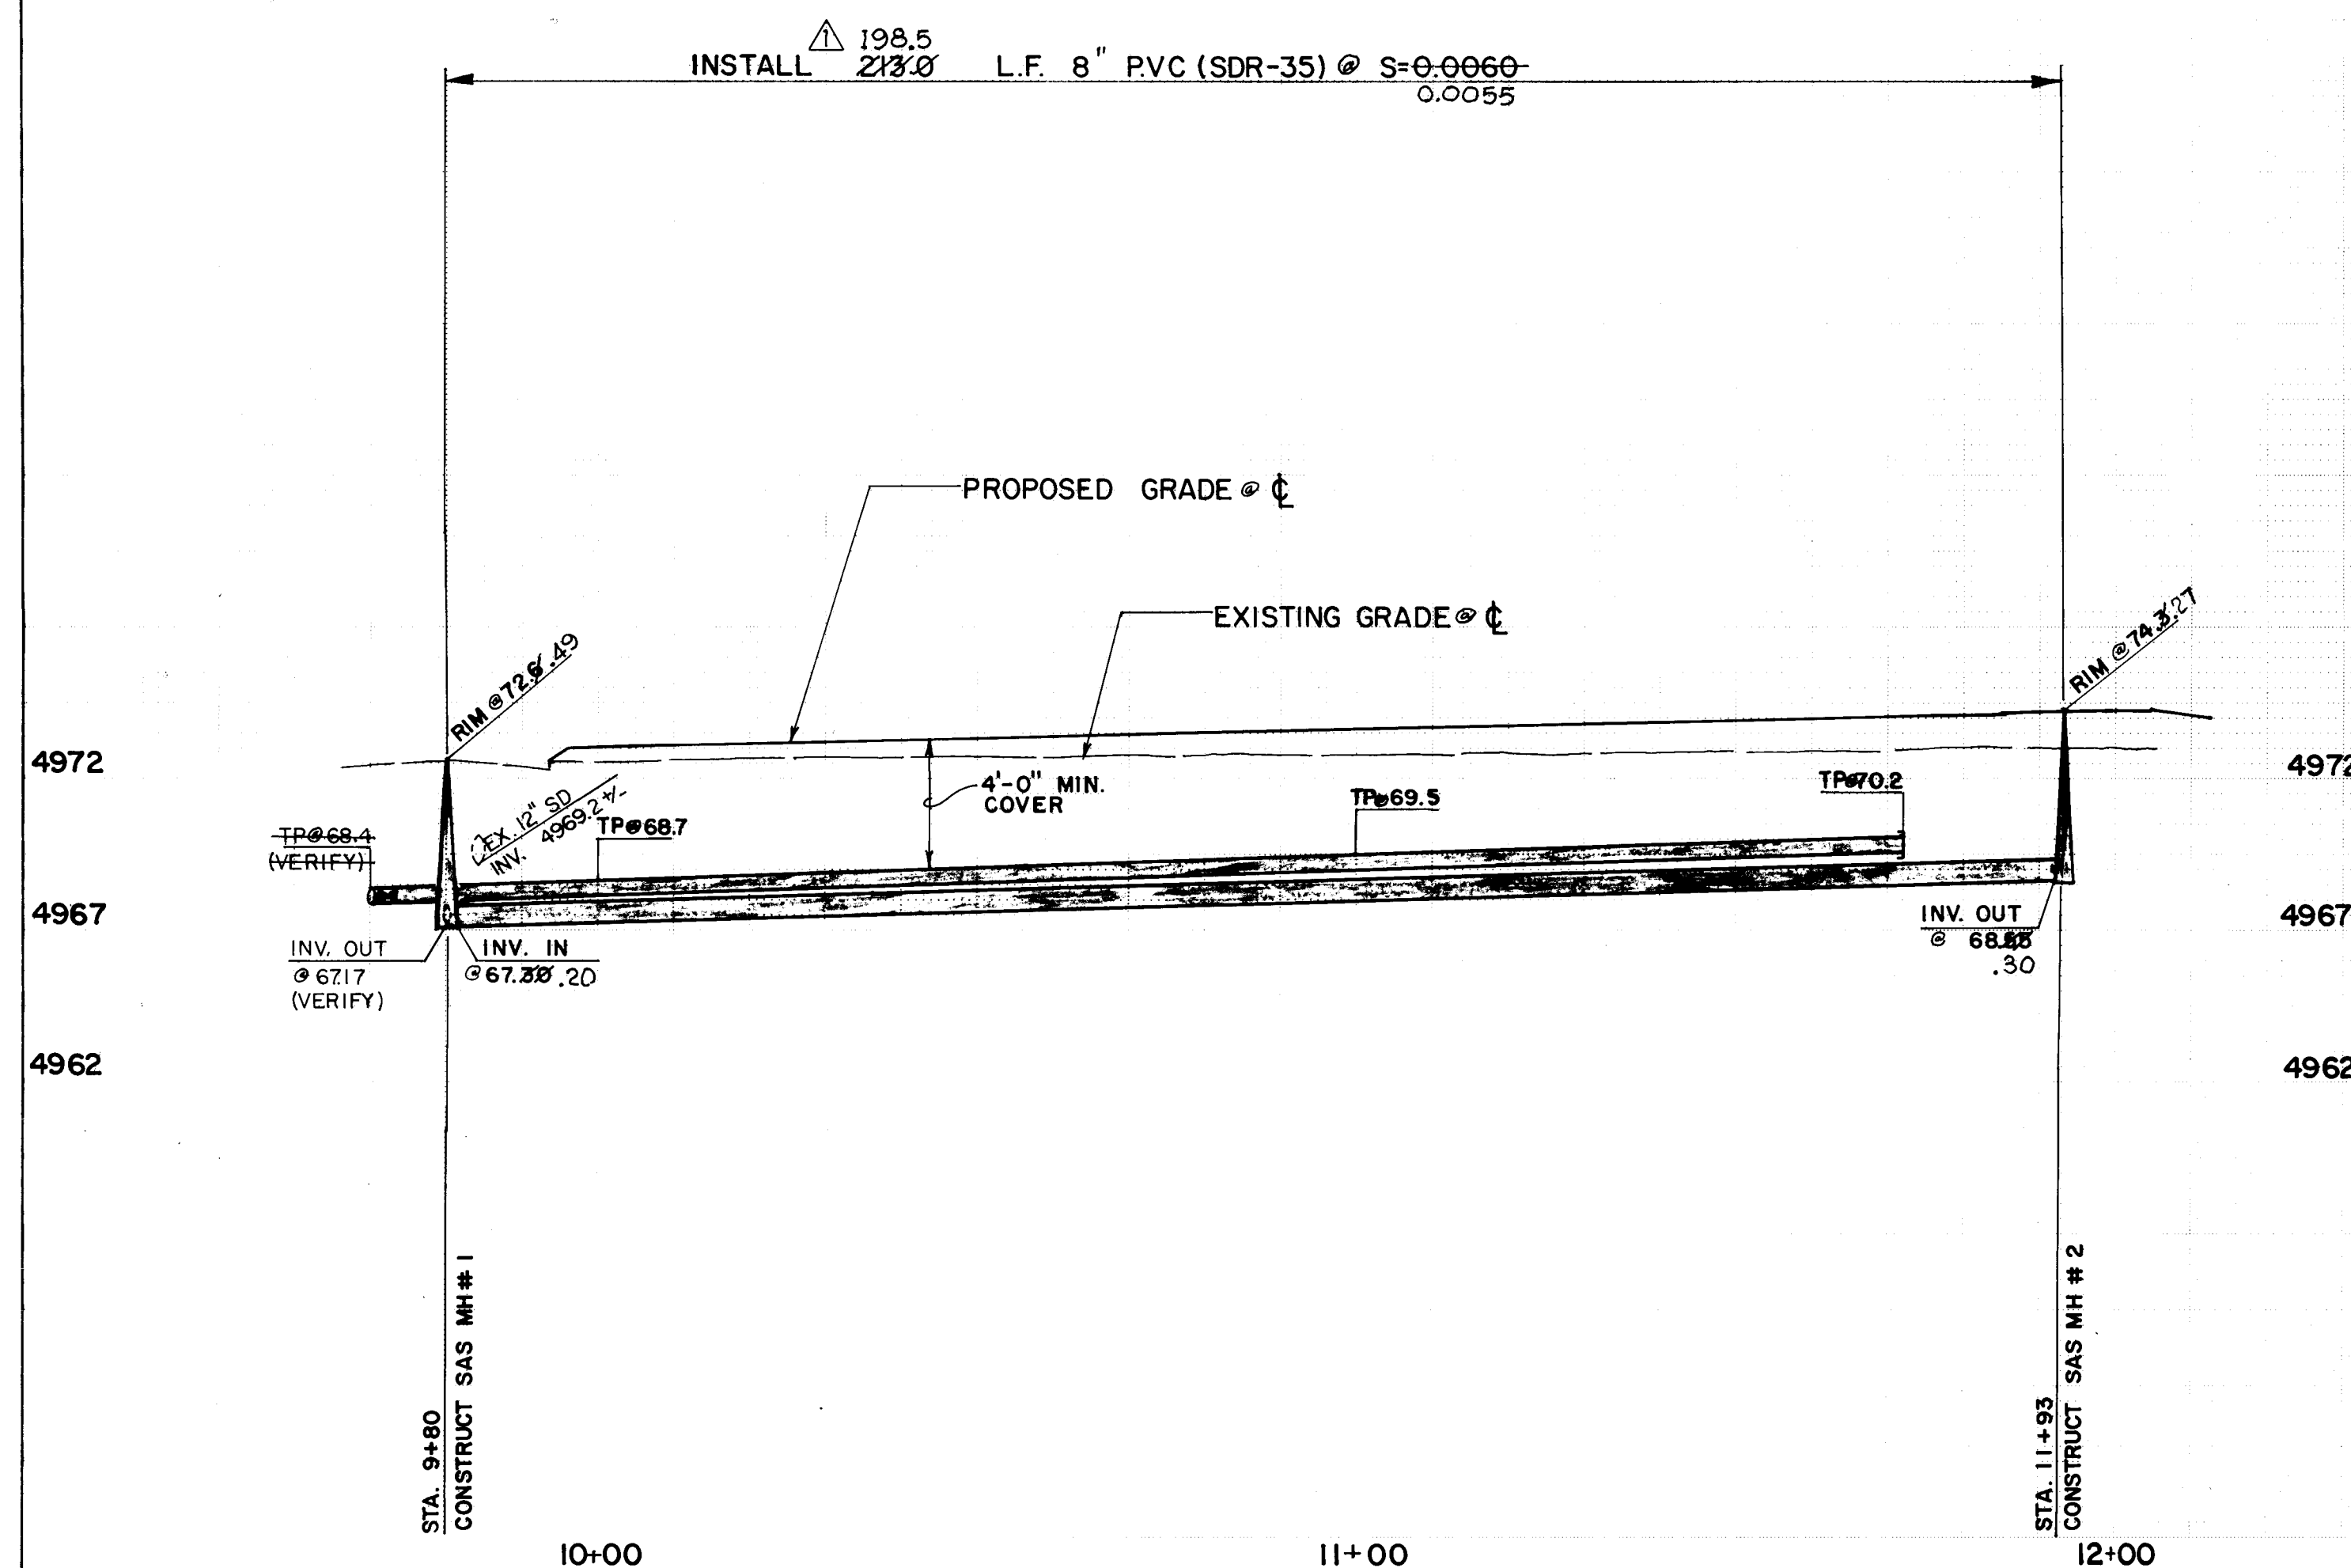 1 198.5
INSTALL 213.0 L.F. 8" P.V.C (SDR-35) @ S=0.0060
0.0055
PROPOSED GRADE @ ℄
EXISTING GRADE @ ℄
RIM @ 72.6 .49
RIM @ 74.3 .27
4972
4972
4'-0" MIN.
COVER
EX. 12" SD
INV. 4969.2 +/-
TP@68.4
(VERIFY)
TP@68.7
TP@69.5
TP@70.2
4967
4967
INV. OUT
@ 67.17
(VERIFY)
INV. IN
@ 67.30 .20
INV. OUT
@ 68.
.30
4962
4962
STA. 9+80
CONSTRUCT SAS MH # 1
STA. 11+93
CONSTRUCT SAS MH # 2
10+00
11+00
12+00